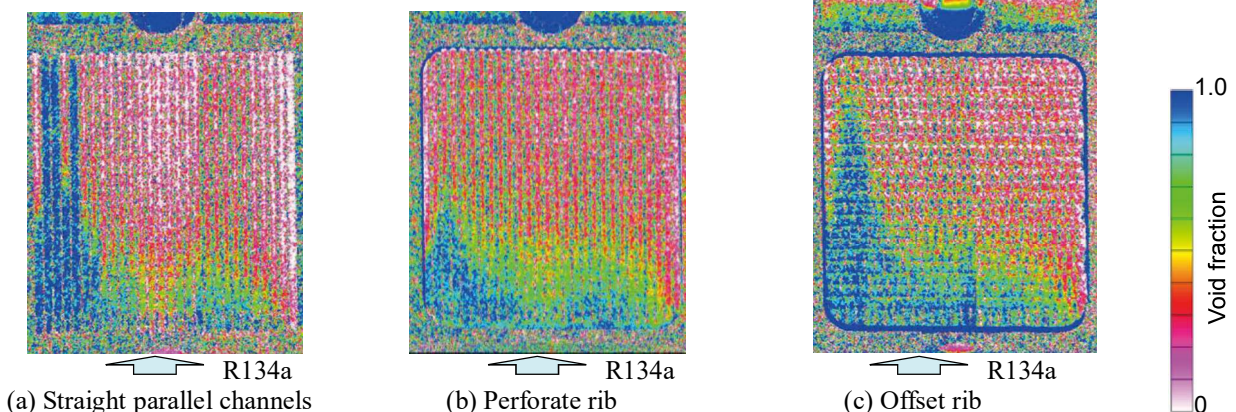 1.0
Void fraction
0
R134a
R134a
R134a
(a) Straight parallel channels
(b) Perforate rib
(c) Offset rib